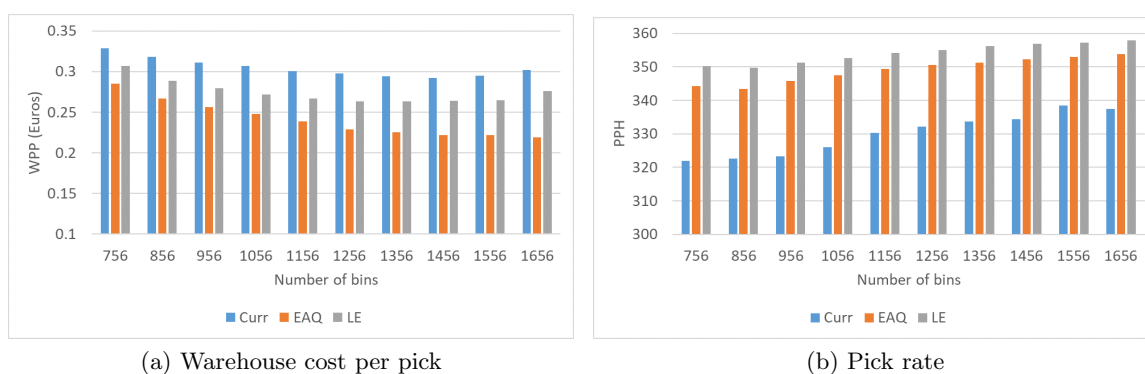 0.35
0.3
0.25
0.2
0.15
0.1
WPP (Euros)
756 856 956 1056 1156 1256 1356 1456 1556 1656
Number of bins
Curr EAQ LE
(a) Warehouse cost per pick
360
350
340
330
320
310
300
PPH
756 856 956 1056 1156 1256 1356 1456 1556 1656
Number of bins
Curr EAQ LE
(b) Pick rate